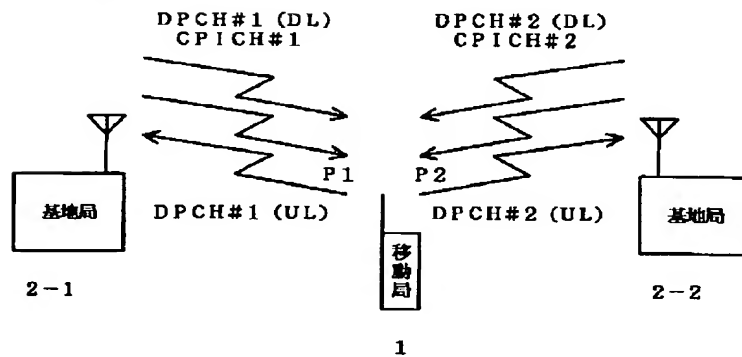 DPCH#1 (DL)
CPICH#1
DPCH#2 (DL)
CPICH#2
P1
P2
基地局
DPCH#1 (UL)
DPCH#2 (UL)
基地局
移動局
2-1
2-2
1